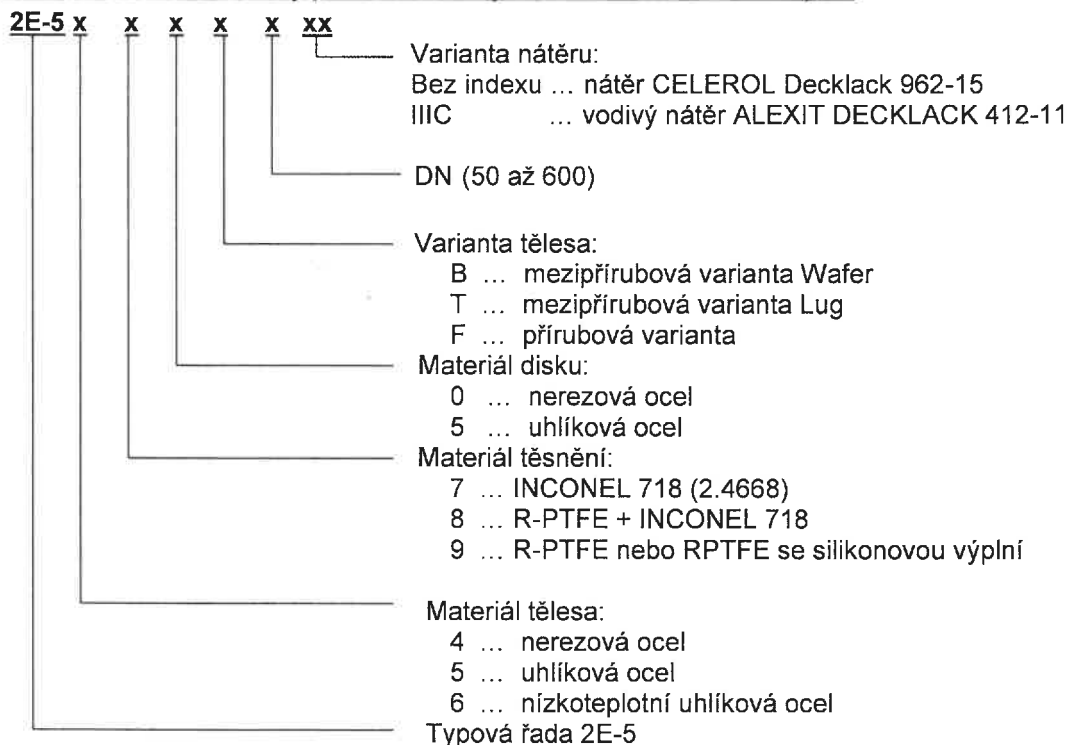 2E-5 x x x x x xx
Varianta nátěru:
Bez indexu ... nátěr CELEROL Decklack 962-15
IIIC ... vodivý nátěr ALEXIT DECKLACK 412-11
DN (50 až 600)
Varianta tělesa:
B ... mezipřírubová varianta Wafer
T ... mezipřírubová varianta Lug
F ... přírubová varianta
Materiál disku:
0 ... nerezová ocel
5 ... uhlíková ocel
Materiál těsnění:
7 ... INCONEL 718 (2.4668)
8 ... R-PTFE + INCONEL 718
9 ... R-PTFE nebo RPTFE se silikonovou výplní
Materiál tělesa:
4 ... nerezová ocel
5 ... uhlíková ocel
6 ... nízkoteplotní uhlíková ocel
Typová řada 2E-5